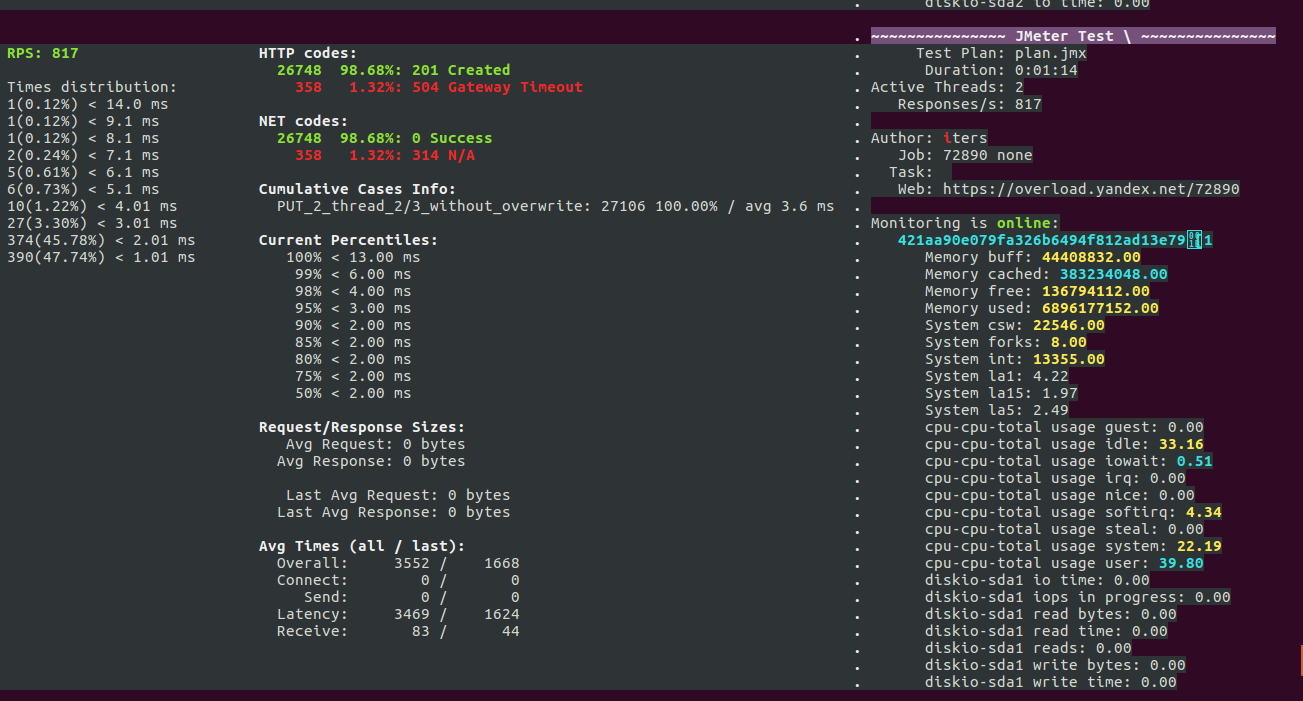 diskio-sda2 io time: 0.00
~~~~~~~~~~~~~~~ JMeter Test \ ~~~~~~~~~~~~~~~
RPS: 817
Times distribution:
1(0.12%) < 14.0 ms
1(0.12%) < 9.1 ms
1(0.12%) < 8.1 ms
2(0.24%) < 7.1 ms
5(0.61%) < 6.1 ms
6(0.73%) < 5.1 ms
10(1.22%) < 4.01 ms
27(3.30%) < 3.01 ms
374(45.78%) < 2.01 ms
390(47.74%) < 1.01 ms
HTTP codes:
26748 98.68%: 201 Created
358 1.32%: 504 Gateway Timeout
NET codes:
26748 98.68%: 0 Success
358 1.32%: 314 N/A
Cumulative Cases Info:
PUT_2_thread_2/3_without_overwrite: 27106 100.00% / avg 3.6 ms
Current Percentiles:
100% < 13.00 ms
99% < 6.00 ms
98% < 4.00 ms
95% < 3.00 ms
90% < 2.00 ms
85% < 2.00 ms
80% < 2.00 ms
75% < 2.00 ms
50% < 2.00 ms
Request/Response Sizes:
Avg Request: 0 bytes
Avg Response: 0 bytes
Last Avg Request: 0 bytes
Last Avg Response: 0 bytes
Avg Times (all / last):
Overall: 3552 / 1668
Connect: 0 / 0
Send: 0 / 0
Latency: 3469 / 1624
Receive: 83 / 44
Test Plan: plan.jmx
Duration: 0:01:14
Active Threads: 2
Responses/s: 817
Author: iters
Job: 72890 none
Task:
Web: https://overload.yandex.net/72890
Monitoring is online:
421aa90e079fa326b6494f812ad13e79 1
Memory buff: 44408832.00
Memory cached: 383234048.00
Memory free: 136794112.00
Memory used: 6896177152.00
System csw: 22546.00
System forks: 8.00
System int: 13355.00
System la1: 4.22
System la15: 1.97
System la5: 2.49
cpu-cpu-total usage guest: 0.00
cpu-cpu-total usage idle: 33.16
cpu-cpu-total usage iowait: 0.51
cpu-cpu-total usage irq: 0.00
cpu-cpu-total usage nice: 0.00
cpu-cpu-total usage softirq: 4.34
cpu-cpu-total usage steal: 0.00
cpu-cpu-total usage system: 22.19
cpu-cpu-total usage user: 39.80
diskio-sda1 io time: 0.00
diskio-sda1 iops in progress: 0.00
diskio-sda1 read bytes: 0.00
diskio-sda1 read time: 0.00
diskio-sda1 reads: 0.00
diskio-sda1 write bytes: 0.00
diskio-sda1 write time: 0.00